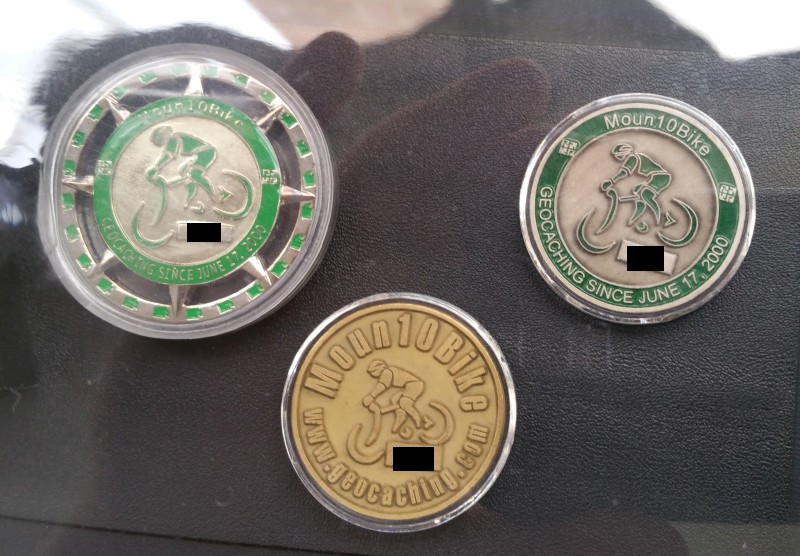 Moun10Bike
GEOCACHING SINCE JUNE 17, 2000
Moun10Bike
GEOCACHING SINCE JUNE 17, 2000
Moun10Bike
www.geocaching.com